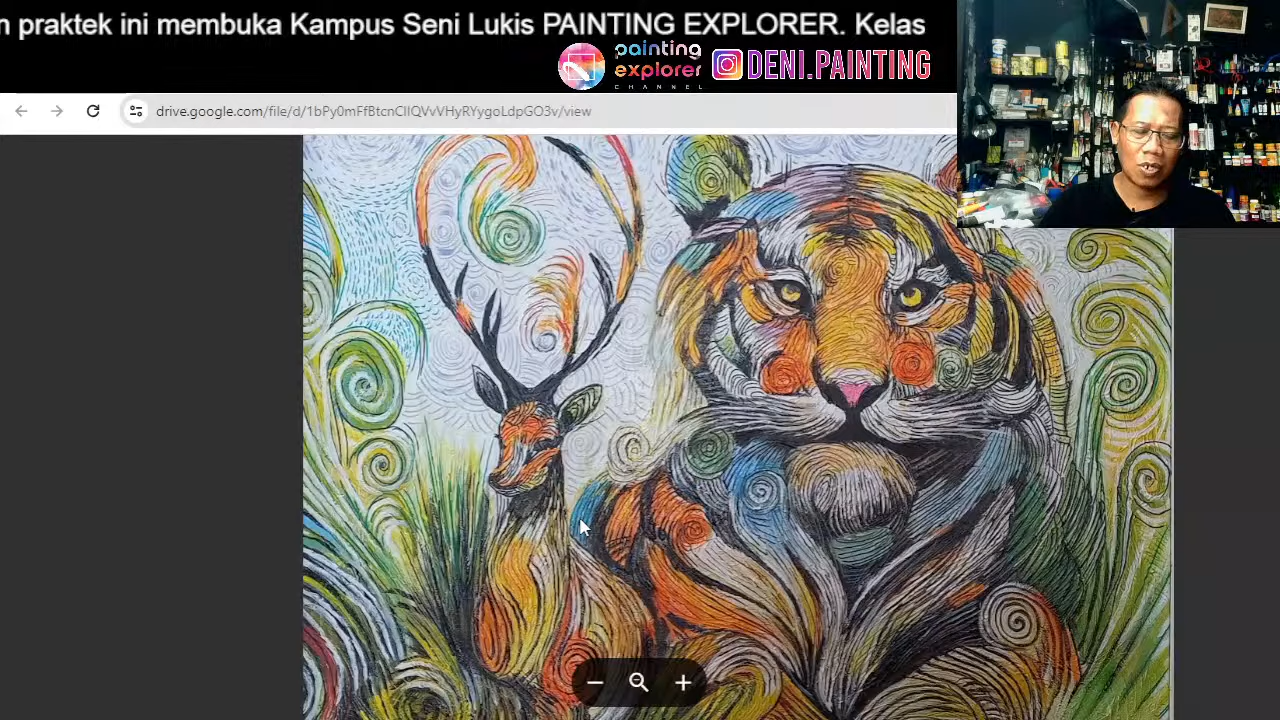 n praktek ini membuka Kampus Seni Lukis PAINTING EXPLORER. Kelas
painting
explorer
CHANNEL
DENI.PAINTING
drive.google.com/file/d/1bPy0mFfBtcnClIQVvVHyRYygoLdpGO3v/view